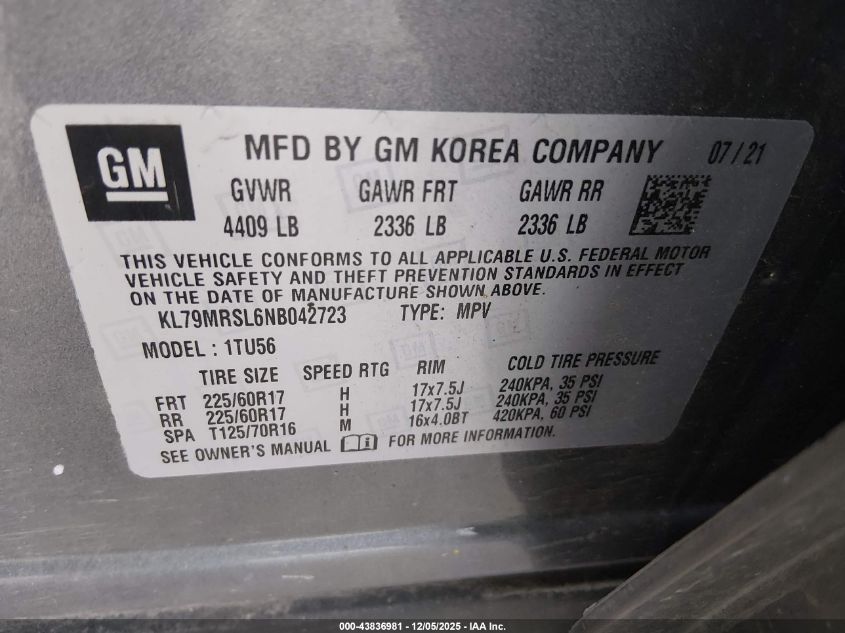 GM MFD BY GM KOREA COMPANY 07/21
GVWR GAWR FRT GAWR RR
4409 LB 2336 LB 2336 LB
THIS VEHICLE CONFORMS TO ALL APPLICABLE U.S. FEDERAL MOTOR
VEHICLE SAFETY AND THEFT PREVENTION STANDARDS IN EFFECT
ON THE DATE OF MANUFACTURE SHOWN ABOVE.
KL79MRSL6NB042723 TYPE: MPV
MODEL : 1TU56
TIRE SIZE SPEED RTG RIM COLD TIRE PRESSURE
FRT 225/60R17 H 17x7.5J 240KPA, 35 PSI
RR 225/60R17 H 17x7.5J 240KPA, 35 PSI
SPA T125/70R16 M 16x4.0BT 420KPA, 60 PSI
SEE OWNER'S MANUAL FOR MORE INFORMATION.
000-43836981 - 12/05/2025 - IAA Inc.